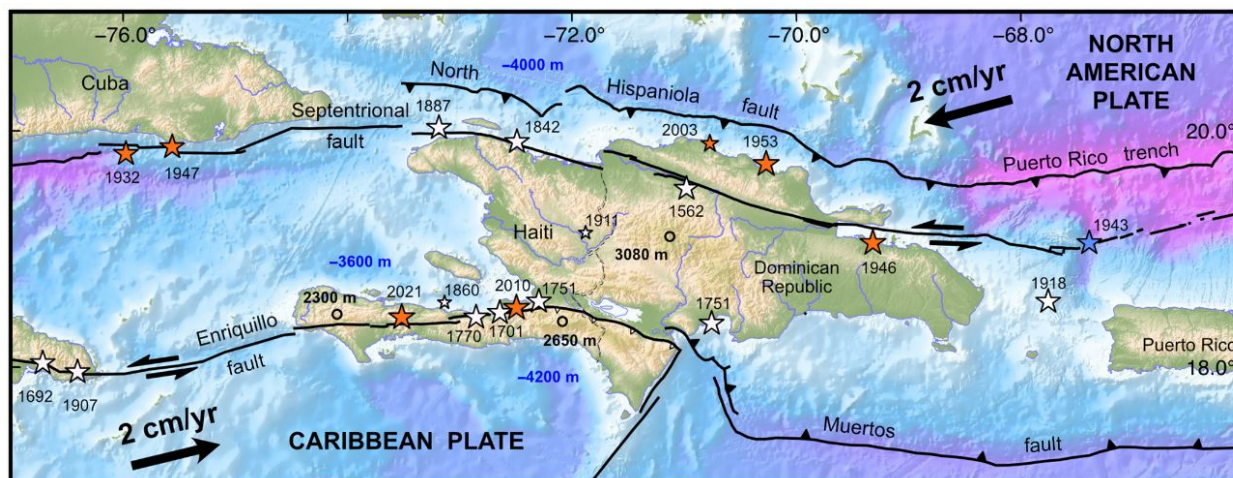 -76.0°
-72.0°
-70.0°
-68.0°
NORTH
AMERICAN
PLATE
Cuba
North
-4000 m
Hispaniola
fault
2 cm/yr
Septentrional
fault
1887
1842
2003
1953
20.0°
1932
1947
Puerto Rico trench
1562
1911
Haiti
3080 m
1943
-3600 m
Dominican
Republic
1946
1918
2300 m
2021
1860
2010
1751
1751
Enriquillo
fault
1770
1701
2650 m
Puerto Rico
18.0°
1692
1907
-4200 m
2 cm/yr
CARIBBEAN PLATE
Muertos
fault